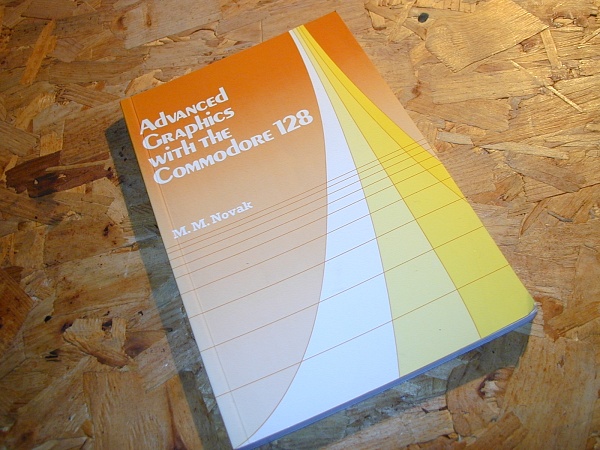 Advanced
Graphics
with the
Commodore 128
M. M. Novak